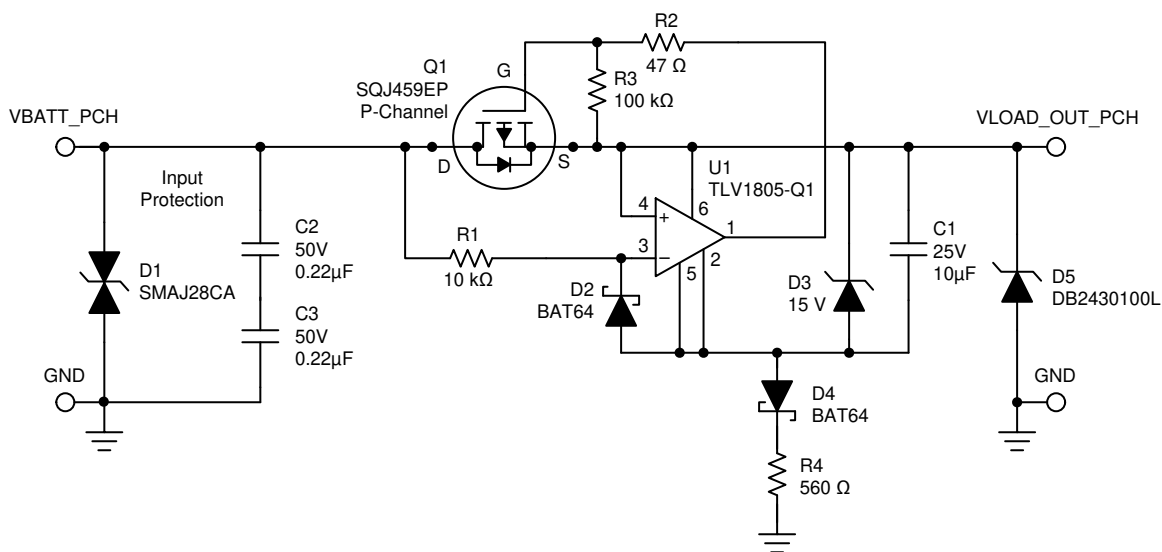 R2
47 Ω
Q1
SQJ459EP
P-Channel
G
D
S
R3
100 kΩ
VBATT_PCH
VLOAD_OUT_PCH
Input
Protection
U1
TLV1805-Q1
4
+
6
1
3
−
5
2
R1
10 kΩ
C2
50V
0.22µF
C1
25V
10µF
D1
SMAJ28CA
D2
BAT64
D3
15 V
D5
DB2430100L
C3
50V
0.22µF
GND
GND
D4
BAT64
R4
560 Ω